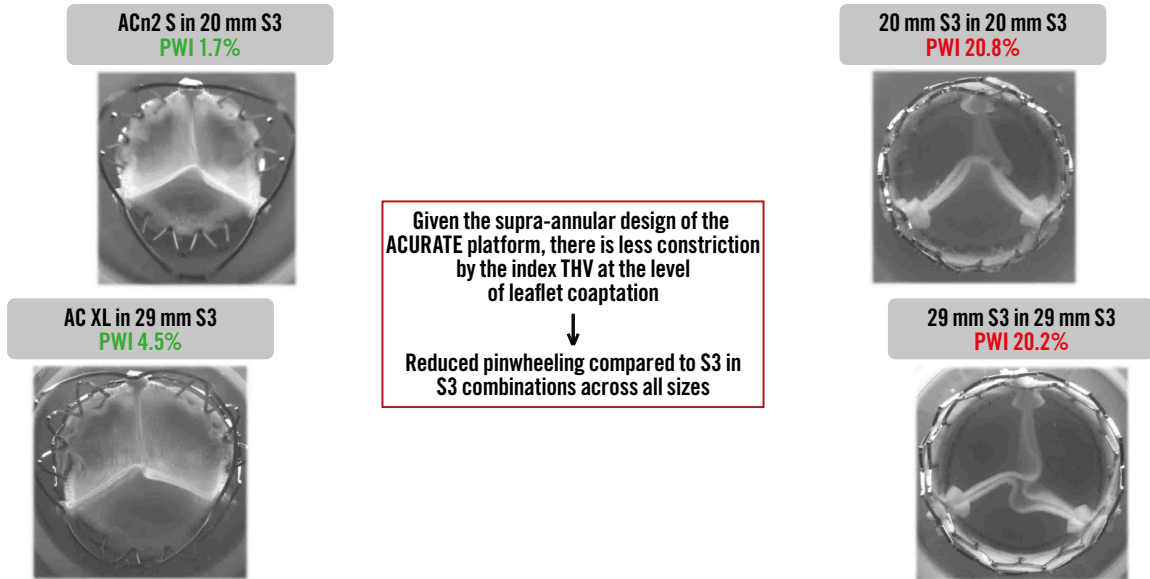 ACn2 S in 20 mm S3
PWI 1.7%
20 mm S3 in 20 mm S3
PWI 20.8%
Given the supra-annular design of the
ACURATE platform, there is less constriction
by the index THV at the level
of leaflet coaptation
Reduced pinwheeling compared to S3 in
S3 combinations across all sizes
AC XL in 29 mm S3
PWI 4.5%
29 mm S3 in 29 mm S3
PWI 20.2%